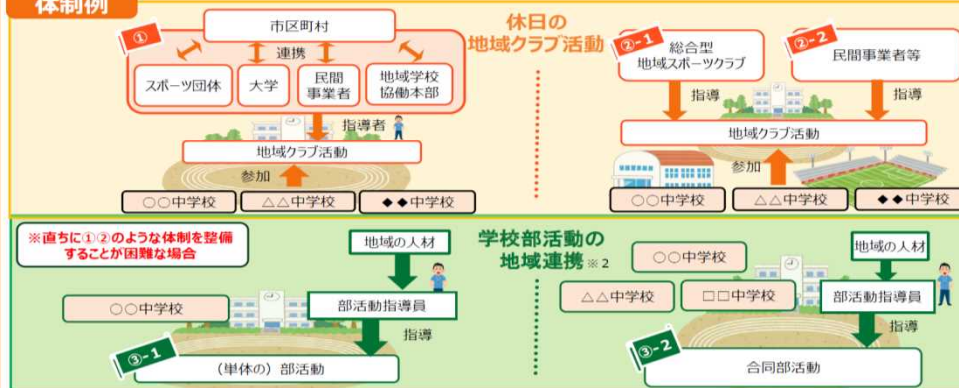 体制例
①
市区町村
連携
スポーツ団体
大学
民間
事業者
地域学校
協働本部
指導者
地域クラブ活動
参加
○○中学校
△△中学校
◆◆中学校
休日の
地域クラブ活動
②-1
総合型
地域スポーツクラブ
②-2
民間事業者等
指導
指導
地域クラブ活動
参加
○○中学校
△△中学校
◆◆中学校
※直ちに①②のような体制を整備
することが困難な場合
地域の人材
○○中学校
部活動指導員
指導
③-1
（単体の）部活動
学校部活動の
地域連携※2
○○中学校
△△中学校
□□中学校
地域の人材
部活動指導員
指導
③-2
合同部活動